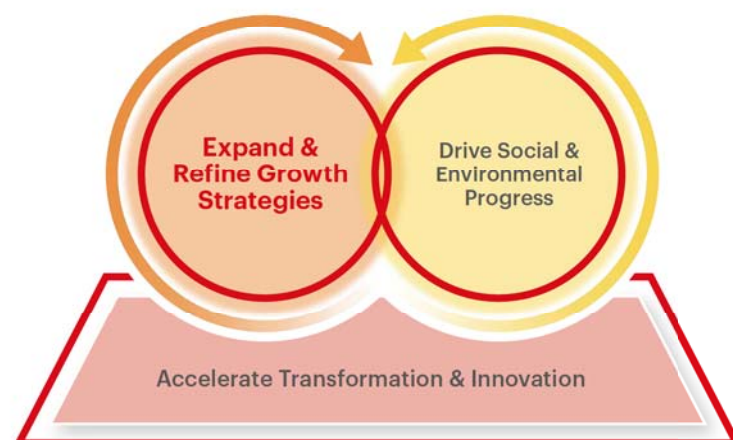 Expand &
Refine Growth
Strategies
Drive Social &
Environmental
Progress
Accelerate Transformation & Innovation